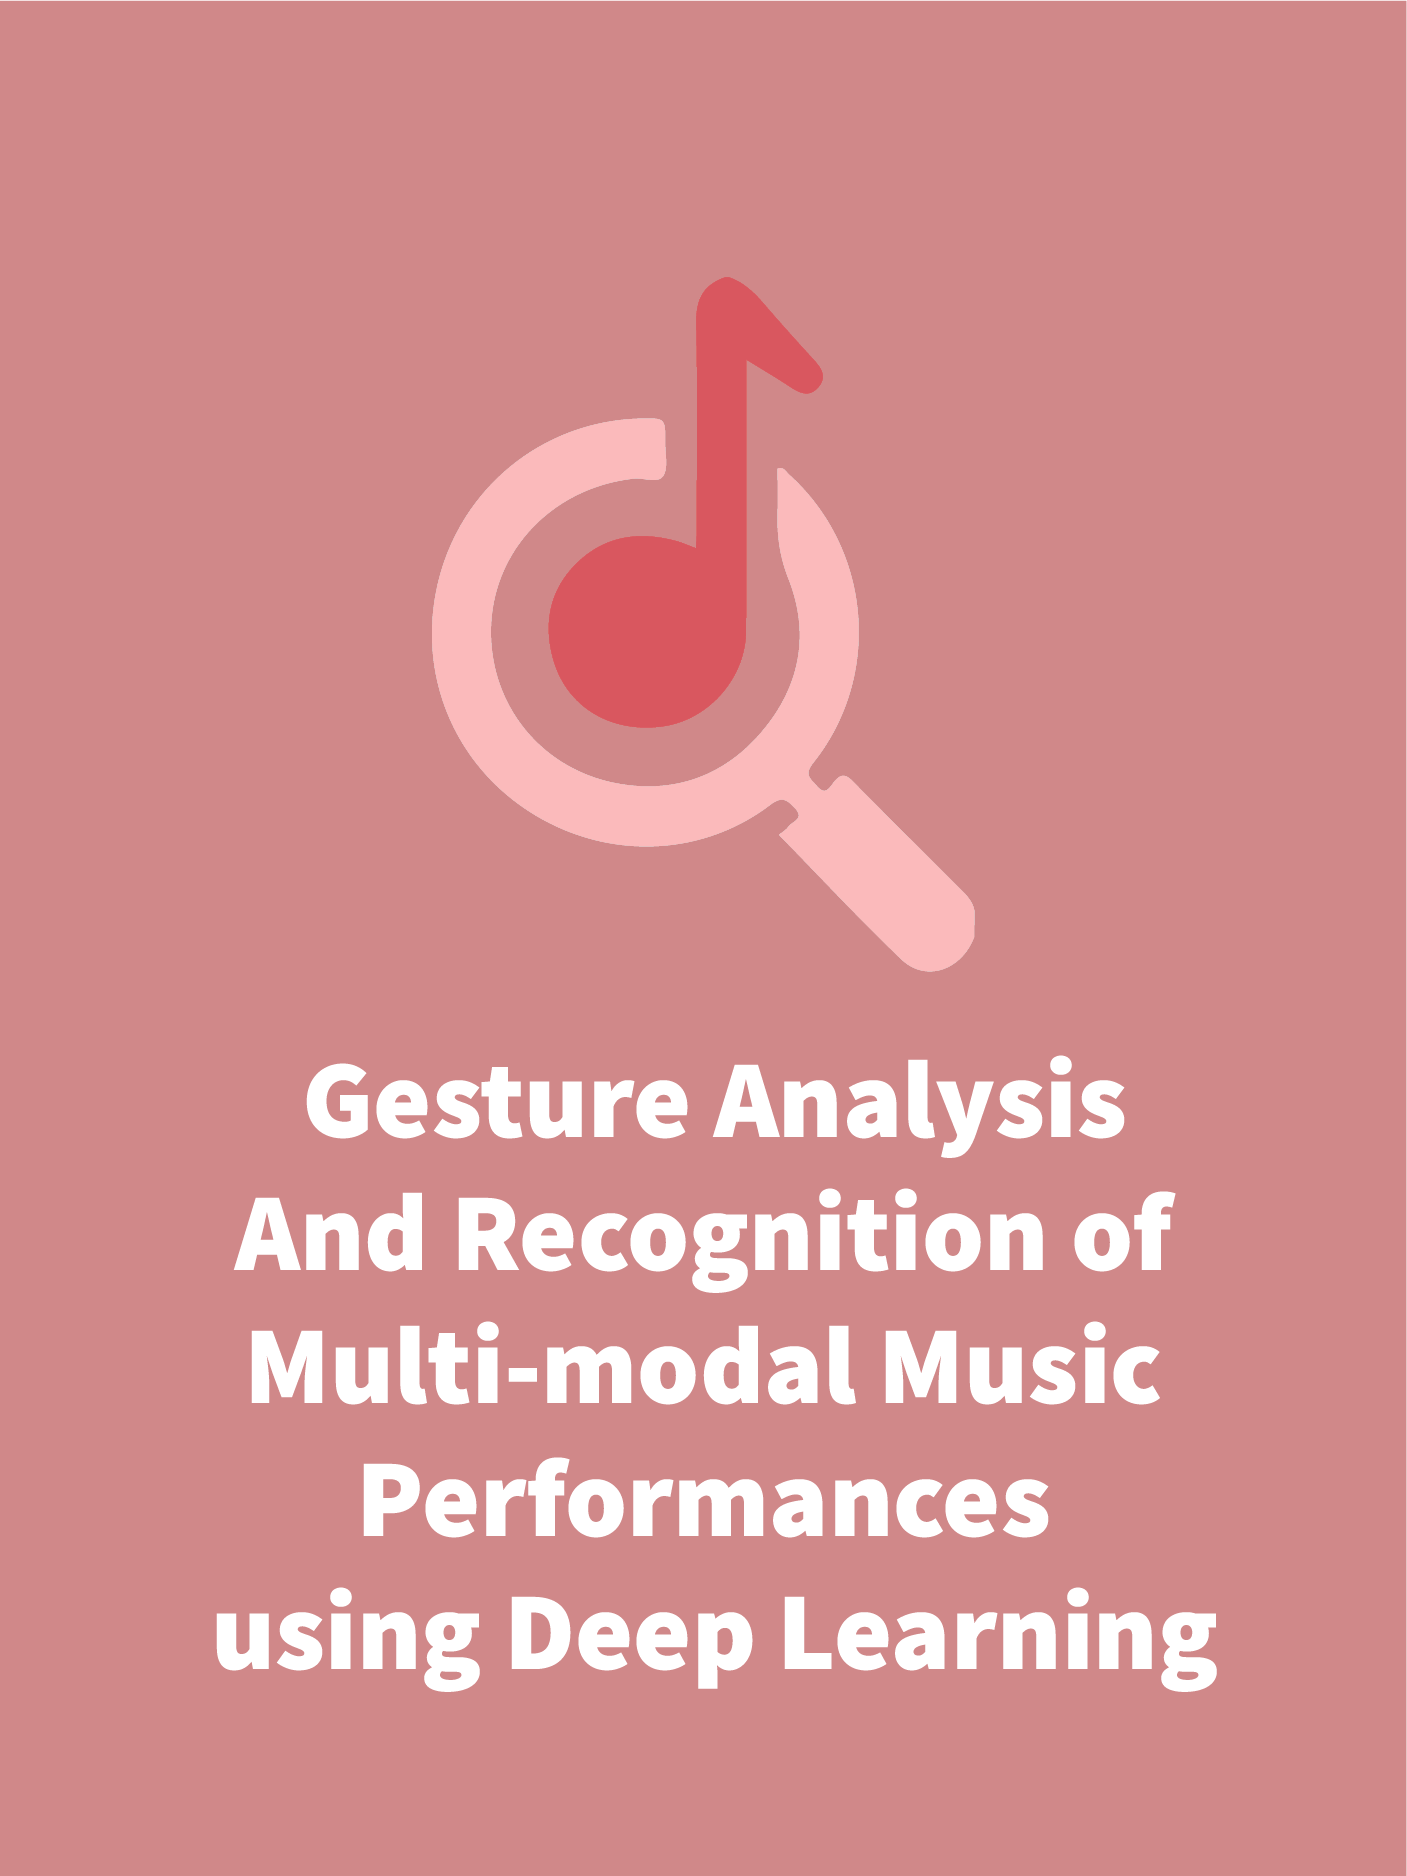 Gesture Analysis
And Recognition of
Multi-modal Music
Performances
using Deep Learning